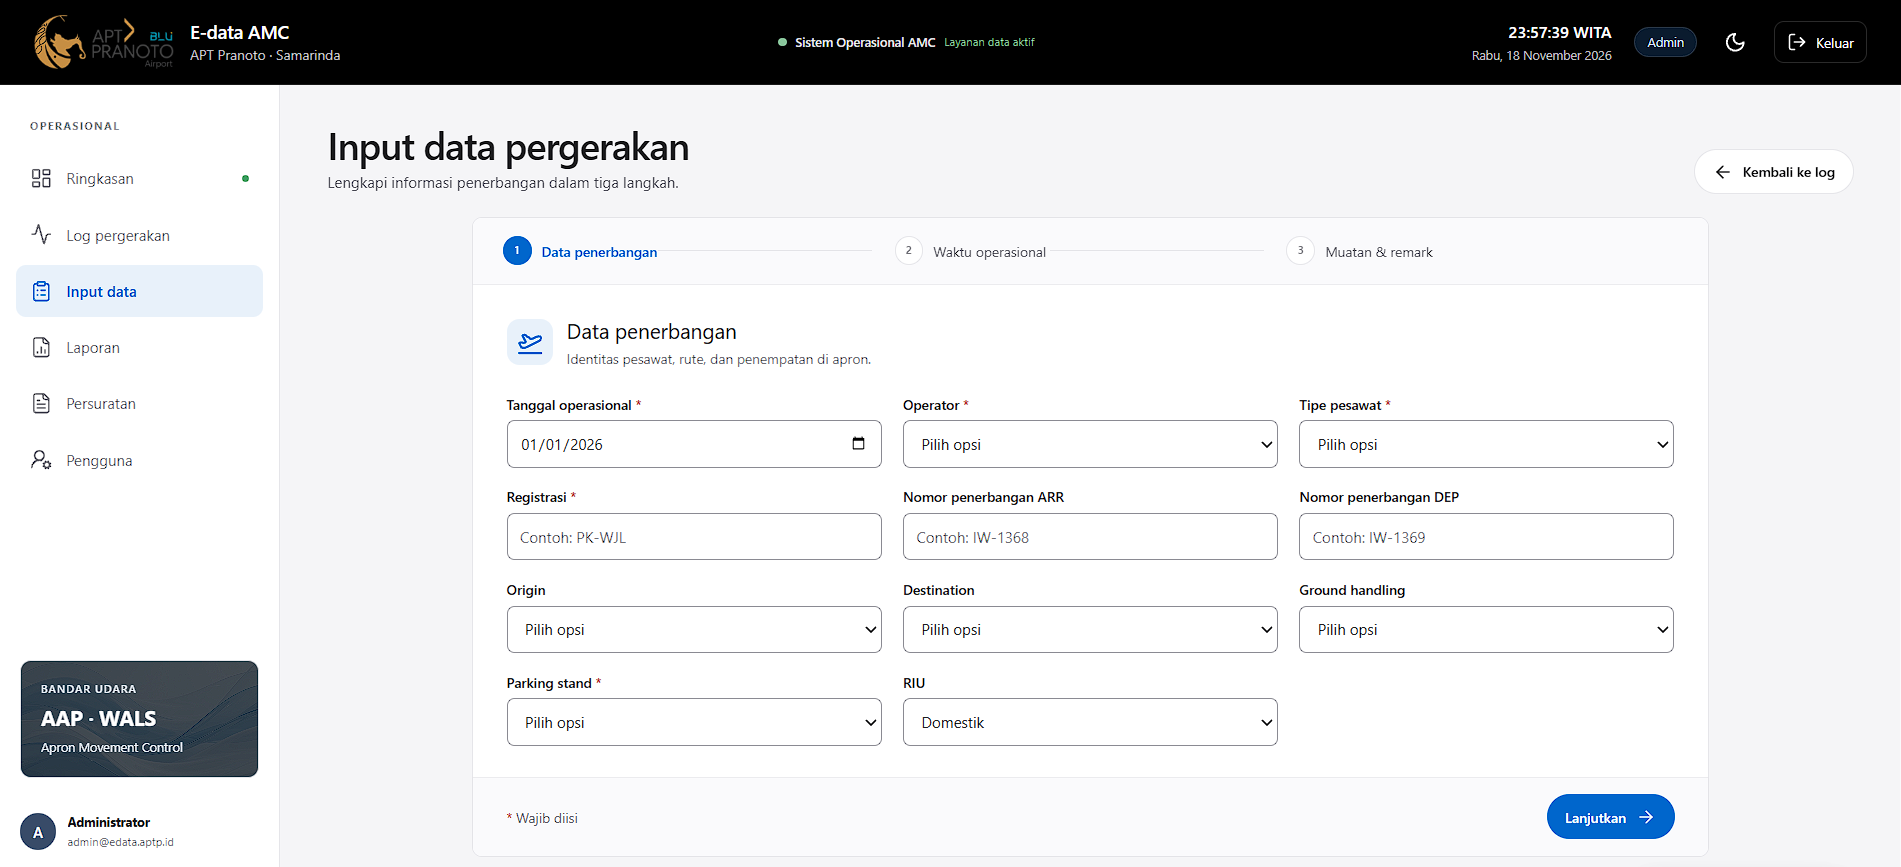 APT PRANOTO BLU Airport
E-data AMC
APT Pranoto · Samarinda
Sistem Operasional AMC Layanan data aktif
23:57:39 WITA
Rabu, 18 November 2026
Admin
Keluar
OPERASIONAL
Ringkasan
Log pergerakan
Input data
Laporan
Persuratan
Pengguna
BANDAR UDARA
AAP · WALS
Apron Movement Control
A
Administrator
admin@edata.aptp.id
Input data pergerakan
Lengkapi informasi penerbangan dalam tiga langkah.
Kembali ke log
1 Data penerbangan
2 Waktu operasional
3 Muatan & remark
Data penerbangan
Identitas pesawat, rute, dan penempatan di apron.
Tanggal operasional * Operator * Tipe pesawat *
01/01/2026 Pilih opsi Pilih opsi
Registrasi * Nomor penerbangan ARR Nomor penerbangan DEP
Contoh: PK-WJL Contoh: IW-1368 Contoh: IW-1369
Origin Destination Ground handling
Pilih opsi Pilih opsi Pilih opsi
Parking stand * RIU
Pilih opsi Domestik
* Wajib diisi
Lanjutkan